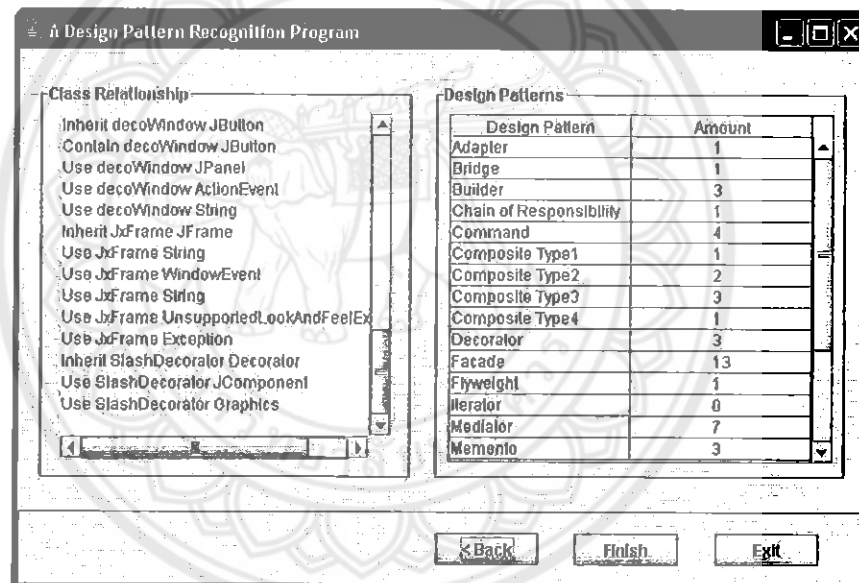 A Design Pattern Recognition Program
Class Relationship
Inherit decoWindow JButton
Contain decoWindow JButton
Use decoWindow JPanel
Use decoWindow ActionEvent
Use decoWindow String
Inherit JxFrame JFrame
Use JxFrame String
Use JxFrame WindowEvent
Use JxFrame String
Use JxFrame UnsupportedLookAndFeelEx
Use JxFrame Exception
Inherit SlashDecorator Decorator
Use SlashDecorator JComponent
Use SlashDecorator Graphics
Design Patterns
Design Pattern Amount
Adapter 1
Bridge 1
Builder 3
Chain of Responsibility 1
Command 4
Composite Type1 1
Composite Type2 2
Composite Type3 3
Composite Type4 1
Decorator 3
Facade 13
Flyweight 1
Iterator 0
Mediator 7
Memento 3
< Back Finish Exit